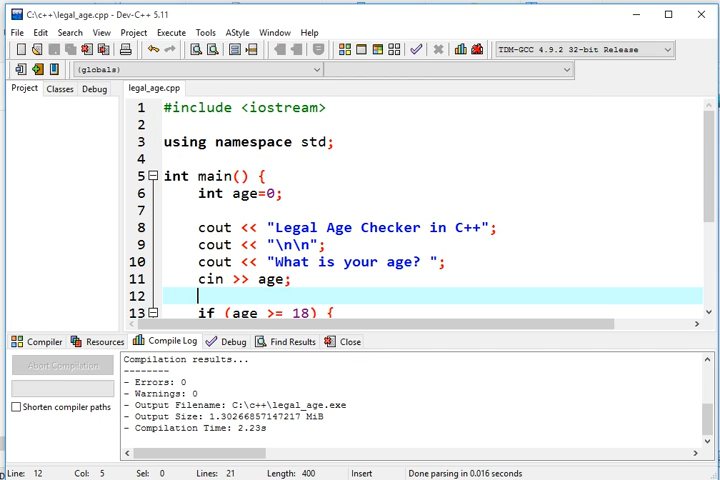 C:\c++\legal_age.cpp - Dev-C++ 5.11
File Edit Search View Project Execute Tools AStyle Window Help
TDM-GCC 4.9.2 32-bit Release
(globals)
Project Classes Debug legal_age.cpp
1 #include <iostream>
2
3 using namespace std;
4
5 int main() {
6 int age=0;
7
8 cout << "Legal Age Checker in C++";
9 cout << "\n\n";
10 cout << "What is your age? ";
11 cin >> age;
12
13 if (age >= 18) {
Compiler Resources Compile Log Debug Find Results Close
Abort Compilation
Shorten compiler paths
Compilation results...
--------
- Errors: 0
- Warnings: 0
- Output Filename: C:\c++\legal_age.exe
- Output Size: 1.30266857147217 MiB
- Compilation Time: 2.23s
Line: 12 Col: 5 Sel: 0 Lines: 21 Length: 400 Insert Done parsing in 0.016 seconds